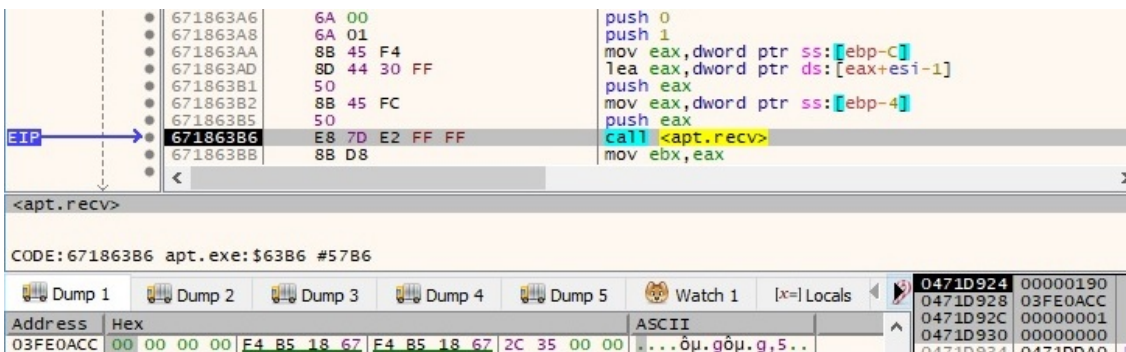 671863A6 6A 00 push 0
671863A8 6A 01 push 1
671863AA 8B 45 F4 mov eax,dword ptr ss:[ebp-C]
671863AD 8D 44 30 FF lea eax,dword ptr ds:[eax+esi-1]
671863B1 50 push eax
671863B2 8B 45 FC mov eax,dword ptr ss:[ebp-4]
671863B5 50 push eax
EIP 671863B6 E8 7D E2 FF FF call <apt.recv>
671863BB 8B D8 mov ebx,eax
<apt.recv>
CODE:671863B6 apt.exe:$63B6 #57B6
Dump 1 Dump 2 Dump 3 Dump 4 Dump 5 Watch 1 [x=] Locals
0471D924 00000190
0471D928 03FE0ACC
0471D92C 00000001
0471D930 00000000
Address Hex ASCII
03FE0ACC 00 00 00 00 F4 B5 18 67 F4 B5 18 67 2C 35 00 00 ....ôµ.gôµ.g,5..